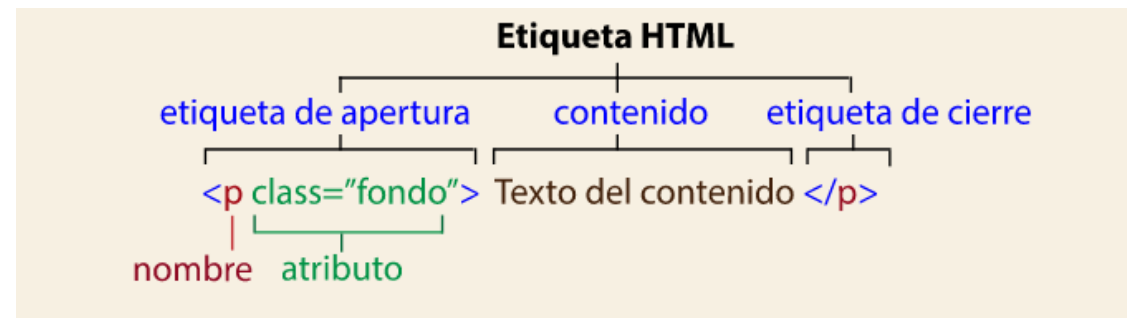 Etiqueta HTML
etiqueta de apertura contenido etiqueta de cierre
<p class=”fondo”> Texto del contenido </p>
nombre atributo